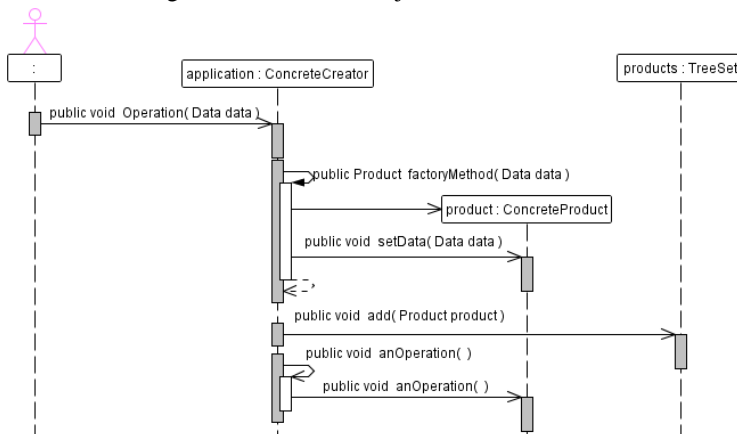 :
application : ConcreteCreator
products : TreeSet
public void Operation( Data data )
public Product factoryMethod( Data data )
product : ConcreteProduct
public void setData( Data data )
public void add( Product product )
public void anOperation( )
public void anOperation( )